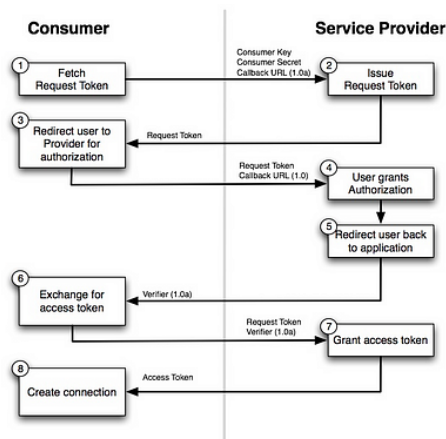 Consumer
Service Provider
1
Fetch
Request Token
Consumer Key
Consumer Secret
Callback URL (1.0a)
2
Issue
Request Token
3
Redirect user to
Provider for
authorization
Request Token
Request Token
Callback URL (1.0)
4
User grants
Authorization
5
Redirect user back
to application
6
Exchange for
access token
Verifier (1.0a)
Request Token
Verifier (1.0a)
7
Grant access token
8
Create connection
Access Token